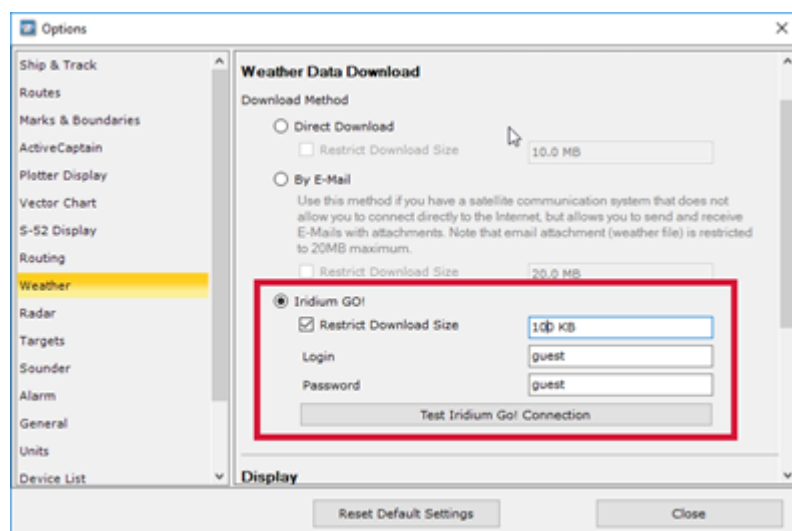 Options
Ship & Track
Routes
Marks & Boundaries
ActiveCaptain
Plotter Display
Vector Chart
S-52 Display
Routing
Weather
Radar
Targets
Sounder
Alarm
General
Units
Device List
Weather Data Download
Download Method
Direct Download
Restrict Download Size 10.0 MB
By E-Mail
Use this method if you have a satellite communication system that does not
allow you to connect directly to the Internet, but allows you to send and receive
E-Mails with attachments. Note that email attachment (weather file) is restricted
to 20MB maximum.
Restrict Download Size 20.0 MB
Iridium GO!
Restrict Download Size 100 KB
Login guest
Password guest
Test Iridium Go! Connection
Display
Reset Default Settings Close